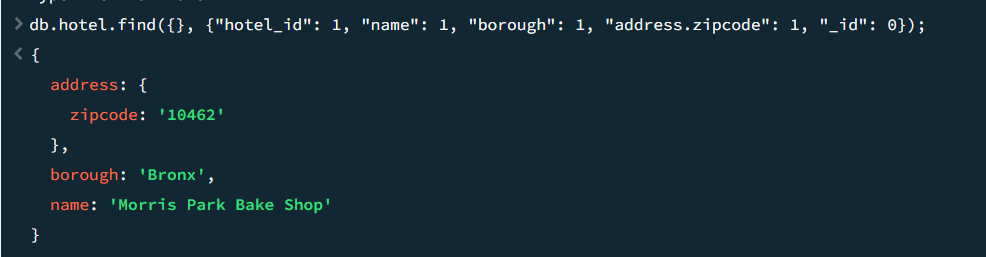 db.hotel.find({}, {"hotel_id": 1, "name": 1, "borough": 1, "address.zipcode": 1, "_id": 0});
{
address: {
zipcode: '10462'
},
borough: 'Bronx',
name: 'Morris Park Bake Shop'
}